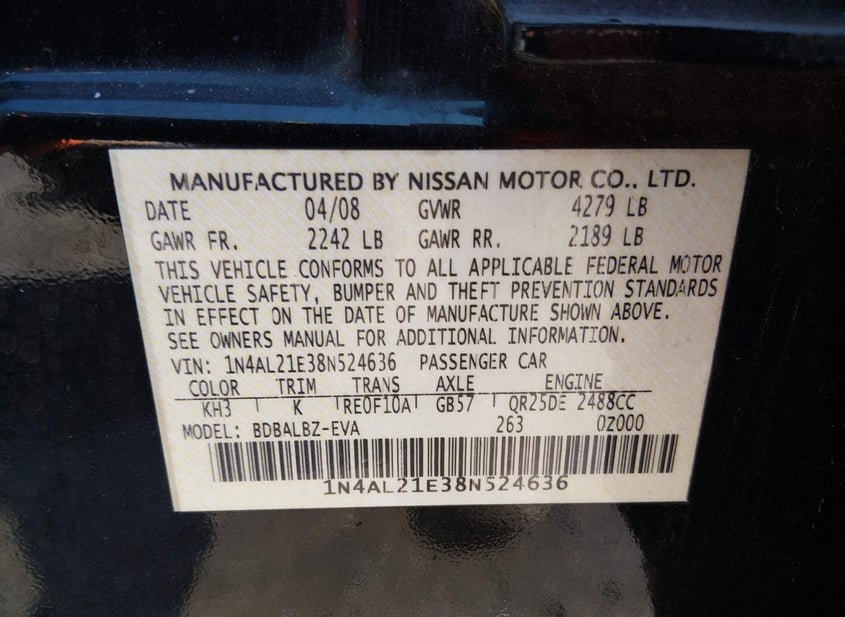 MANUFACTURED BY NISSAN MOTOR CO., LTD.
DATE 04/08 GVWR 4279 LB
GAWR FR. 2242 LB GAWR RR. 2189 LB
THIS VEHICLE CONFORMS TO ALL APPLICABLE FEDERAL MOTOR
VEHICLE SAFETY, BUMPER AND THEFT PREVENTION STANDARDS
IN EFFECT ON THE DATE OF MANUFACTURE SHOWN ABOVE.
SEE OWNERS MANUAL FOR ADDITIONAL INFORMATION.
VIN: 1N4AL21E38N524636 PASSENGER CAR
COLOR TRIM TRANS AXLE ENGINE
KH3 K RE0F10A GB57 QR25DE 2488CC
MODEL: BDBALBZ-EVA 263 0Z000
1N4AL21E38N524636